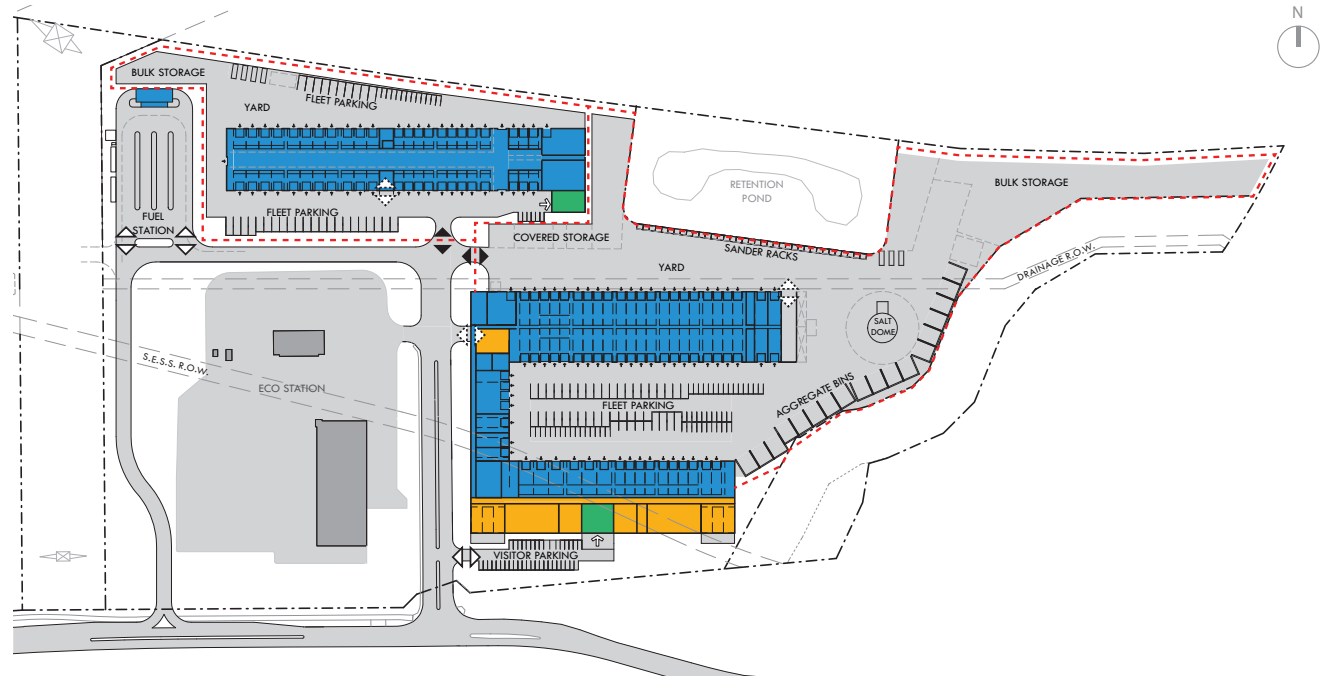 N
BULK STORAGE
FLEET PARKING
YARD
RETENTION
POND
BULK STORAGE
FLEET PARKING
FUEL
STATION
COVERED STORAGE
SANDER RACKS
YARD
DRAINAGE R.O.W.
SALT
DOME
S.E.S.S. R.O.W.
ECO STATION
AGGREGATE BINS
FLEET PARKING
VISITOR PARKING